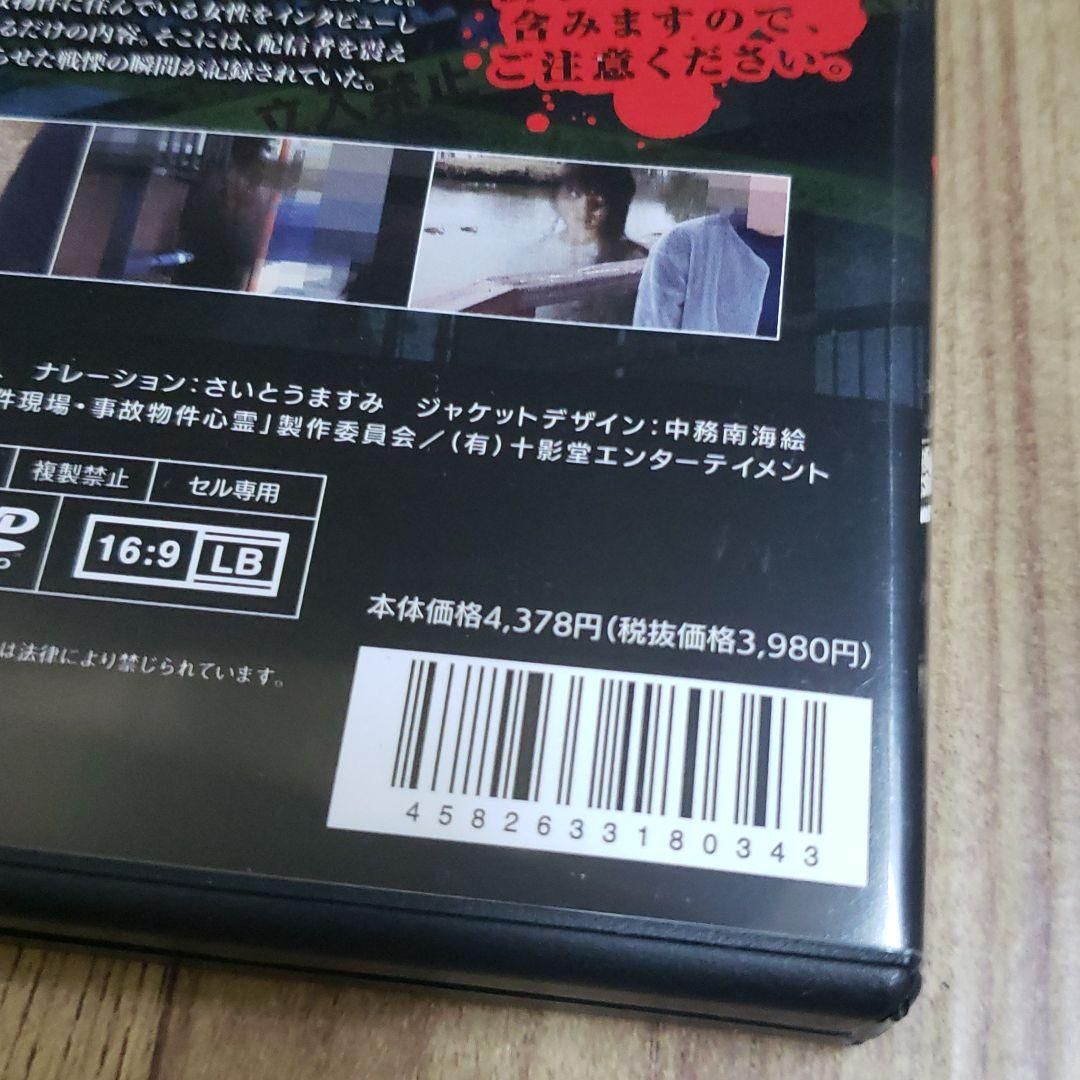 に住んでいる女性をインタビューし
るだけの内容。そこには、配信者を震え
らせた戦慄の瞬間が記録されていた。
含みますので、
ご注意ください。
立入禁止
ナレーション:さいとうますみ ジャケットデザイン:中務南海絵
件現場・事故物件心霊」製作委員会/(有)十影堂エンターテイメント
複製禁止 セル専用
16:9 LB
は法律により禁じられています。
本体価格4,378円(税抜価格3,980円)
4582633180343